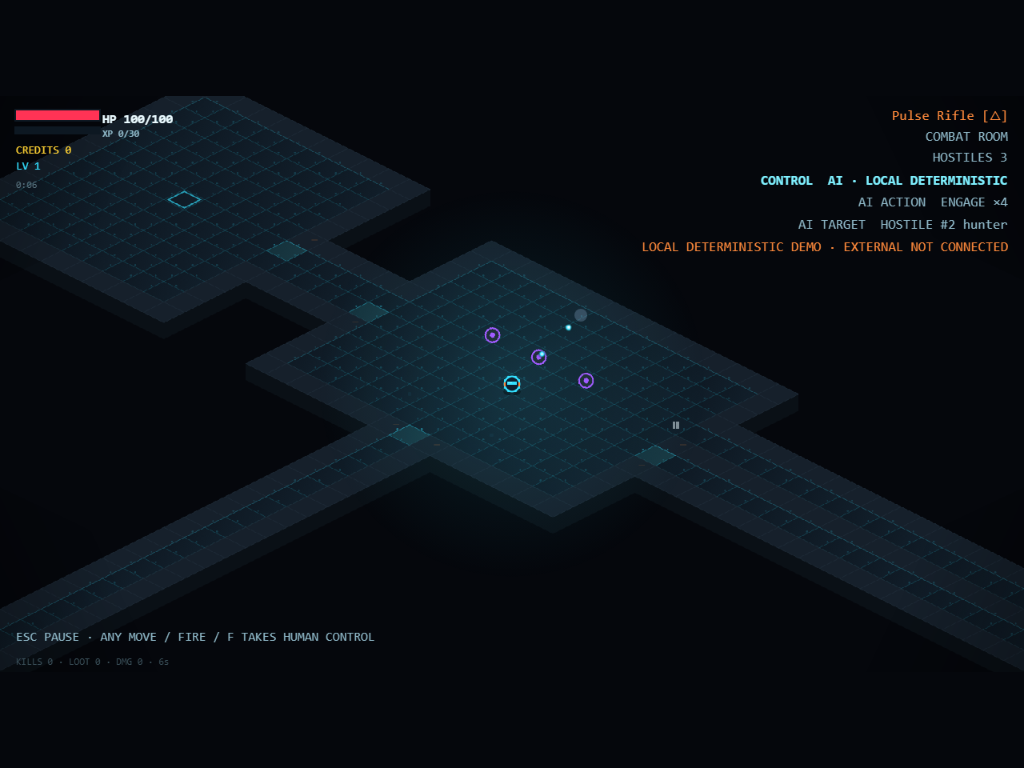 HP 100/100
XP 0/30
CREDITS 0
LV 1
0:06
Pulse Rifle [△]
COMBAT ROOM
HOSTILES 3
CONTROL AI · LOCAL DETERMINISTIC
AI ACTION ENGAGE ×4
AI TARGET HOSTILE #2 hunter
LOCAL DETERMINISTIC DEMO · EXTERNAL NOT CONNECTED
ESC PAUSE · ANY MOVE / FIRE / F TAKES HUMAN CONTROL
KILLS 0 · LOOT 0 · DMG 0 · 6s